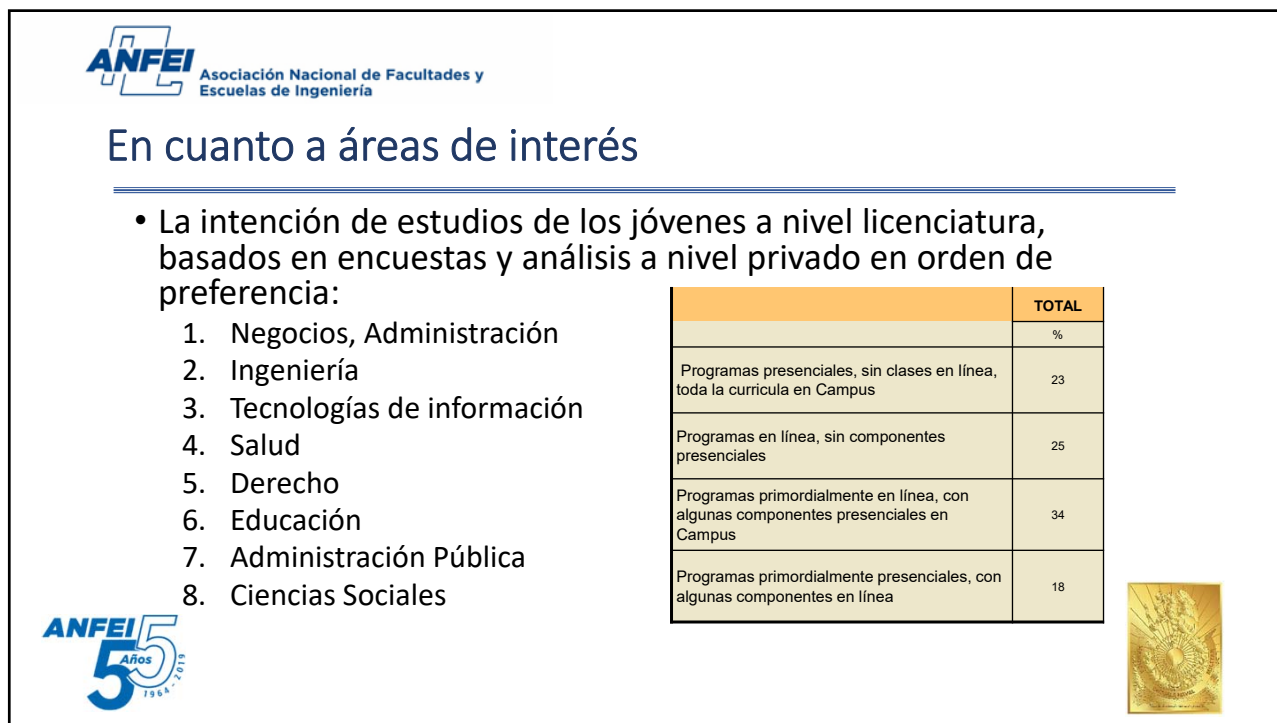 ANFEI
Asociación Nacional de Facultades y
Escuelas de Ingeniería
En cuanto a áreas de interés
• La intención de estudios de los jóvenes a nivel licenciatura,
basados en encuestas y análisis a nivel privado en orden de
preferencia:
1. Negocios, Administración
2. Ingeniería
3. Tecnologías de información
4. Salud
5. Derecho
6. Educación
7. Administración Pública
8. Ciencias Sociales
TOTAL
%
Programas presenciales, sin clases en línea,
toda la curricula en Campus
23
Programas en línea, sin componentes
presenciales
25
Programas primordialmente en línea, con
algunas componentes presenciales en
Campus
34
Programas primordialmente presenciales, con
algunas componentes en línea
18
ANFEI
55
Años
1964 - 2019